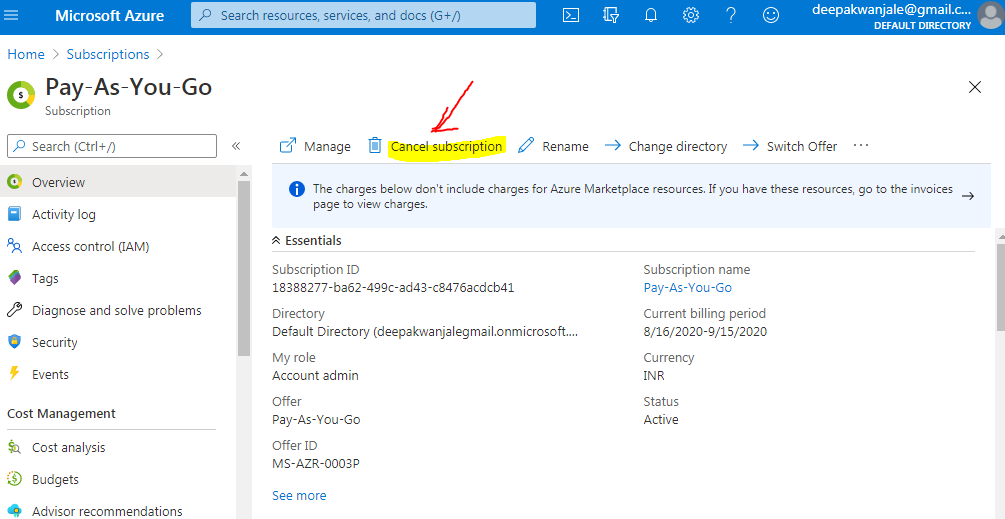 Microsoft Azure
Search resources, services, and docs (G+/)
deepakwanjale@gmail.c...
DEFAULT DIRECTORY
Home > Subscriptions >
$
Pay-As-You-Go
Subscription
Search (Ctrl+/)
«
Manage
Cancel subscription
Rename
Change directory
Switch Offer
...
The charges below don't include charges for Azure Marketplace resources. If you have these resources, go to the invoices
page to view charges.
Overview
Activity log
Access control (IAM)
Tags
Diagnose and solve problems
Security
Events
Cost Management
Cost analysis
Budgets
Advisor recommendations
Essentials
Subscription ID
18388277-ba62-499c-ad43-c8476acdcb41
Directory
Default Directory (deepakwanjalegmail.onmicrosoft....
My role
Account admin
Offer
Pay-As-You-Go
Offer ID
MS-AZR-0003P
See more
Subscription name
Pay-As-You-Go
Current billing period
8/16/2020-9/15/2020
Currency
INR
Status
Active